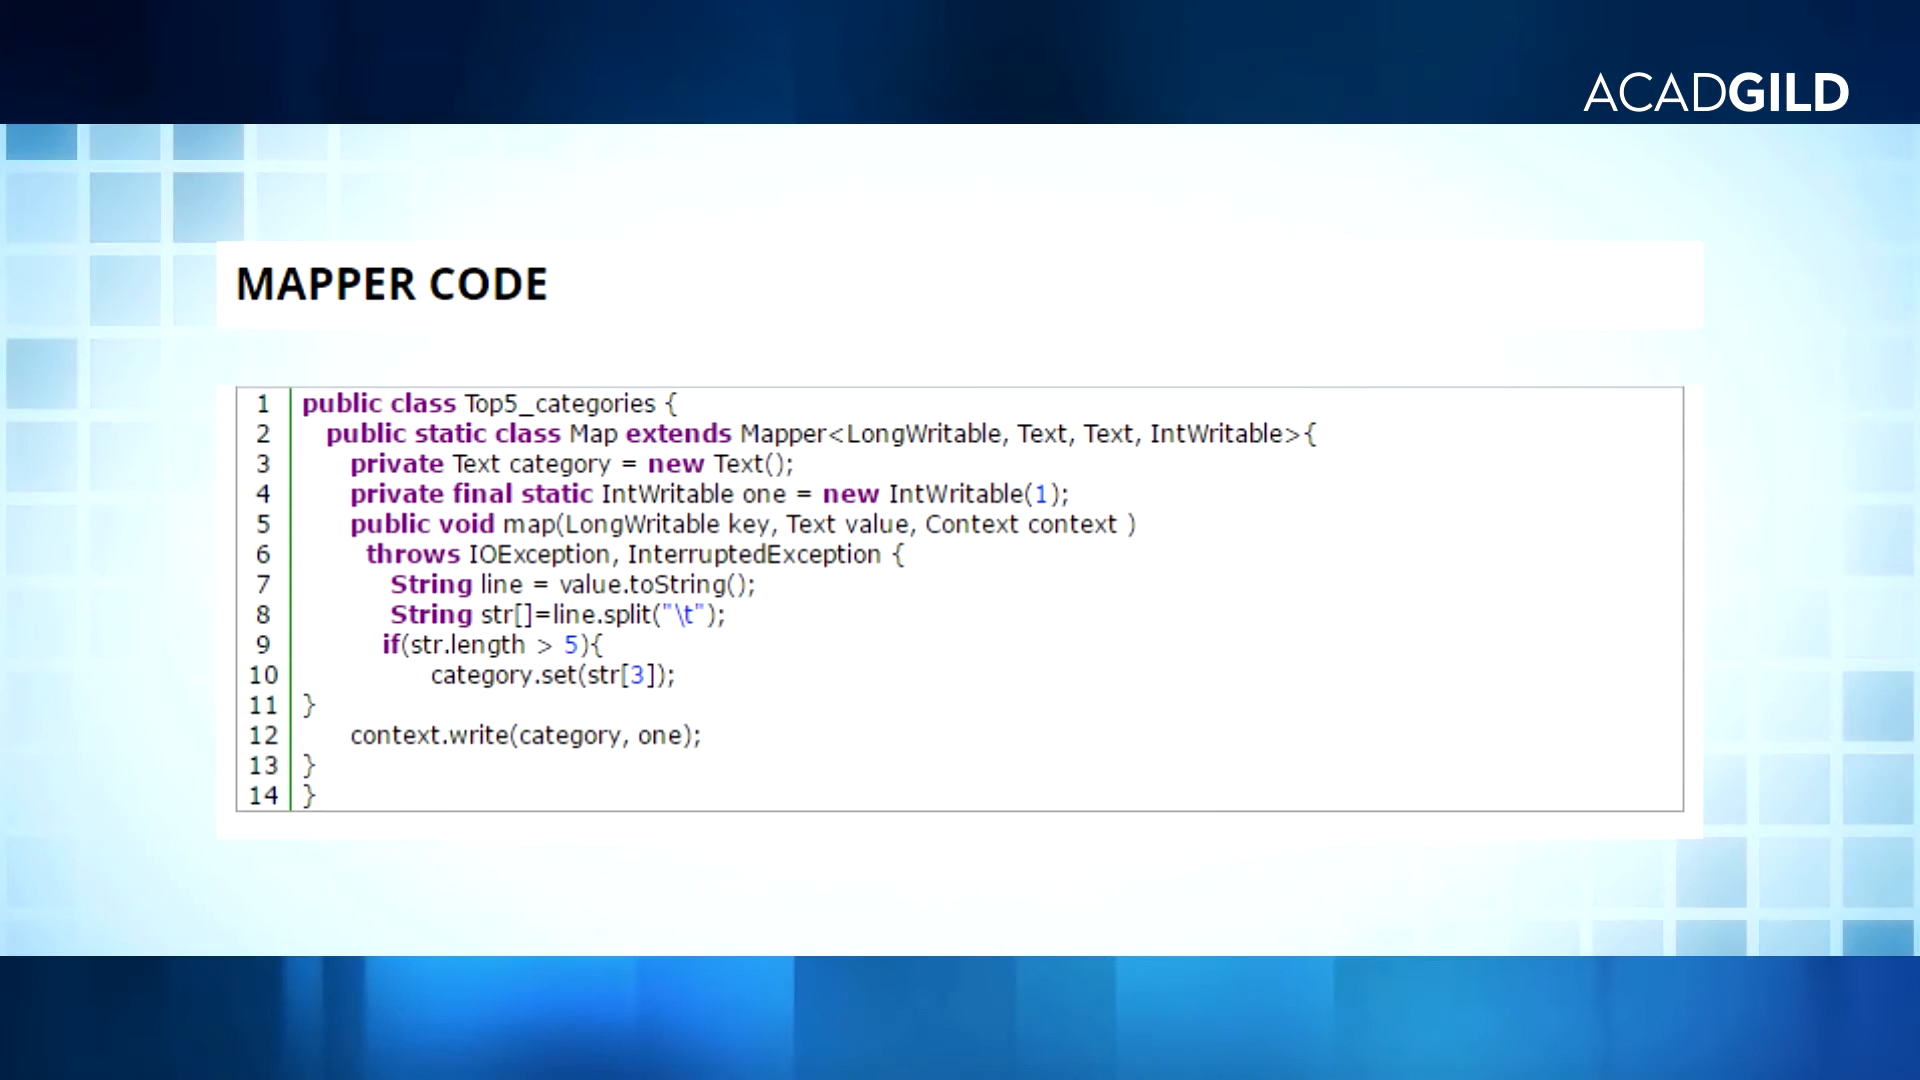 ACADGILD
MAPPER CODE
1 public class Top5_categories {
2 public static class Map extends Mapper<LongWritable, Text, Text, IntWritable>{
3 private Text category = new Text();
4 private final static IntWritable one = new IntWritable(1);
5 public void map(LongWritable key, Text value, Context context )
6 throws IOException, InterruptedException {
7 String line = value.toString();
8 String str[]=line.split("\t");
9 if(str.length > 5){
10 category.set(str[3]);
11 }
12 context.write(category, one);
13 }
14 }